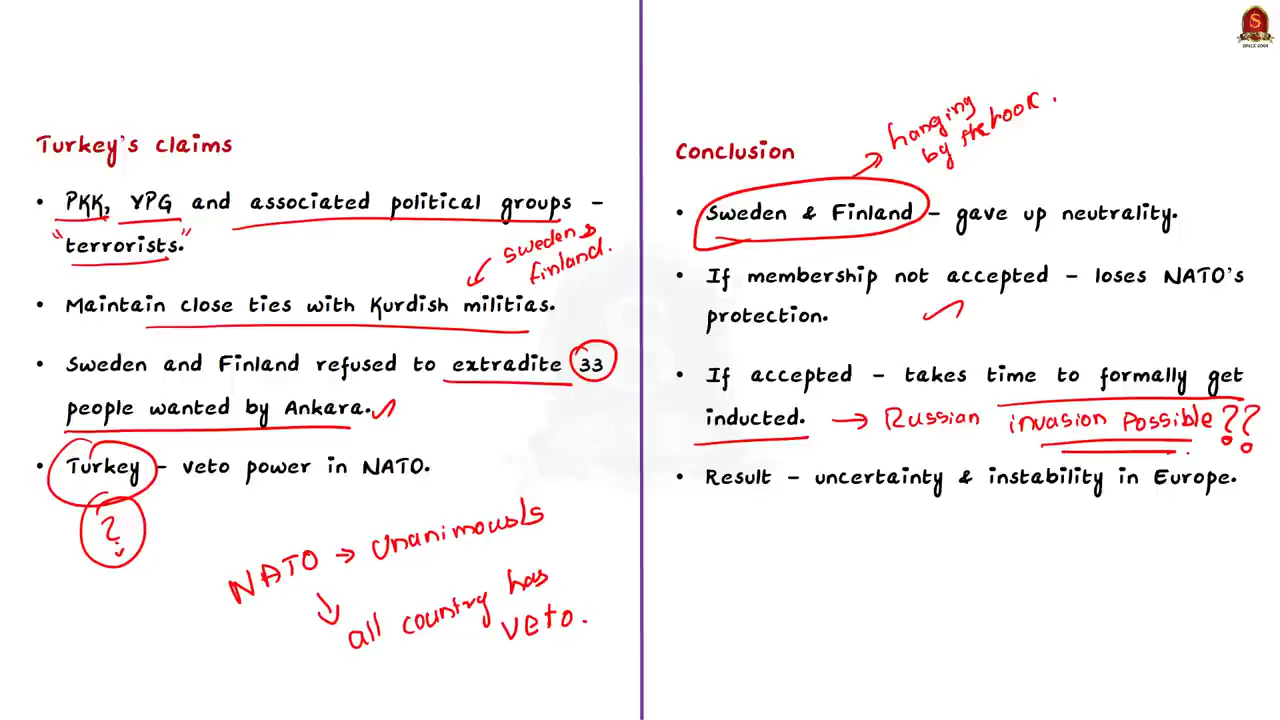 Turkey's claims
• PKK, YPG and associated political groups –
"terrorists."
Sweden &
Finland.
• Maintain close ties with Kurdish militias.
• Sweden and Finland refused to extradite 33
people wanted by Ankara.
• Turkey – veto power in NATO.
?
NATO → Unanimously
↓ all country has
veto.
S
SINCE 2004
hanging
by the hook.
Conclusion
• Sweden & Finland – gave up neutrality.
• If membership not accepted – loses NATO's
protection.
• If accepted – takes time to formally get
inducted. → Russian invasion possible??
• Result – uncertainty & instability in Europe.